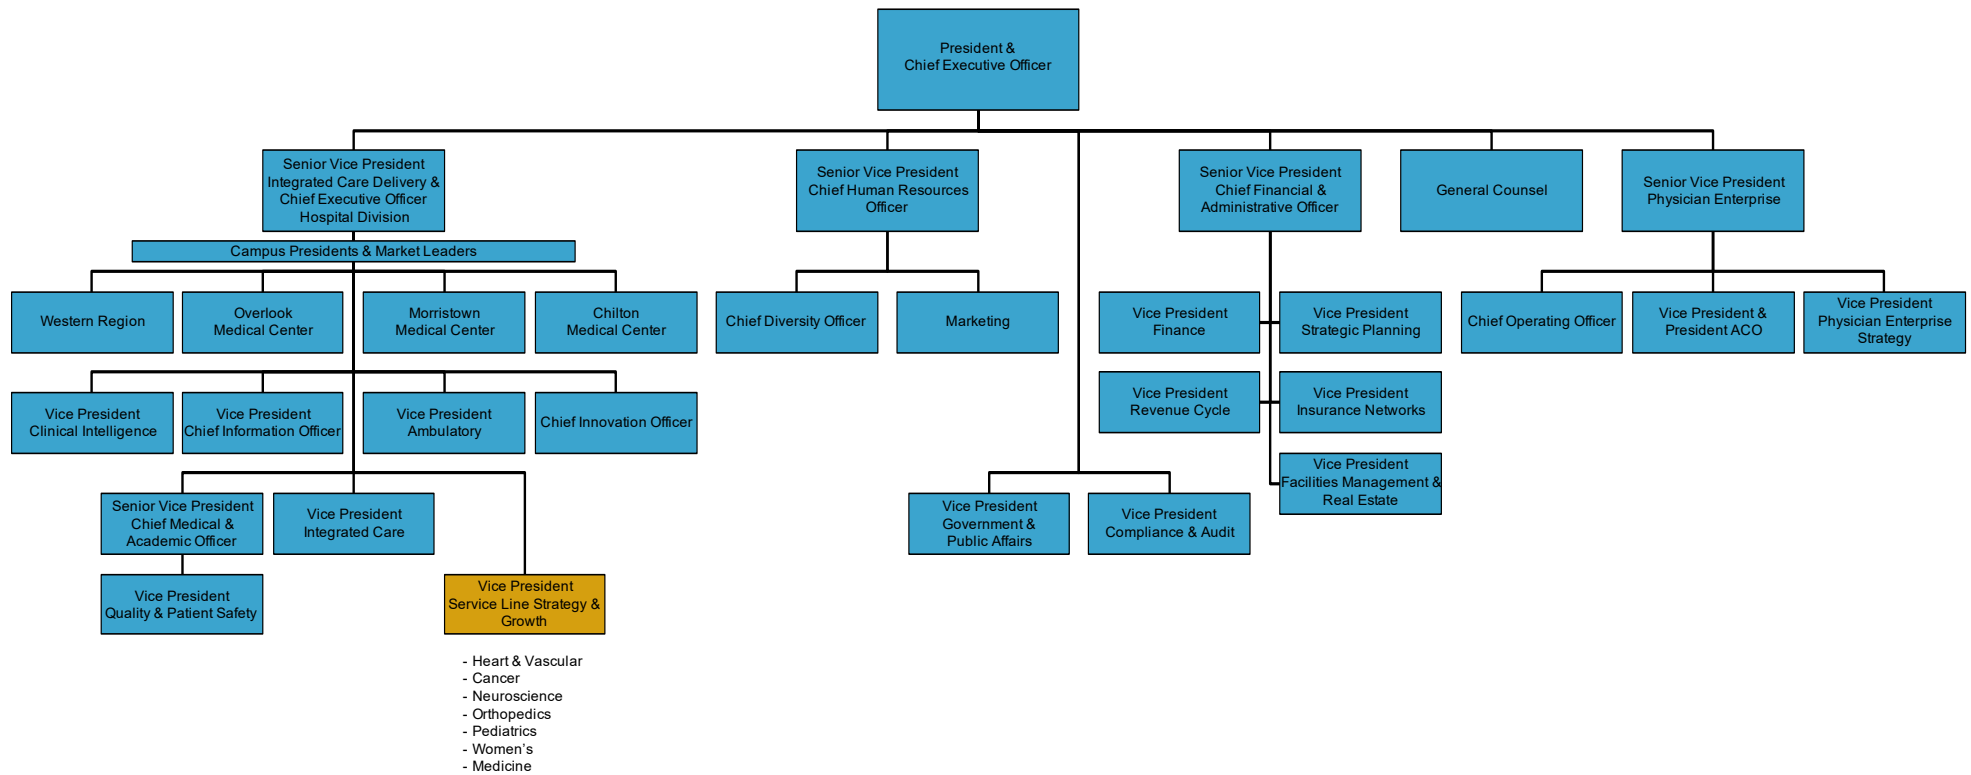 President &
Chief Executive Officer
Senior Vice President
Integrated Care Delivery &
Chief Executive Officer
Hospital Division
Senior Vice President
Chief Human Resources
Officer
Senior Vice President
Chief Financial &
Administrative Officer
General Counsel
Senior Vice President
Physician Enterprise
Campus Presidents & Market Leaders
Western Region
Overlook
Medical Center
Morristown
Medical Center
Chilton
Medical Center
Chief Diversity Officer
Marketing
Vice President
Finance
Vice President
Strategic Planning
Chief Operating Officer
Vice President &
President ACO
Vice President
Physician Enterprise
Strategy
Vice President
Clinical Intelligence
Vice President
Chief Information Officer
Vice President
Ambulatory
Chief Innovation Officer
Vice President
Revenue Cycle
Vice President
Insurance Networks
Vice President
Facilities Management &
Real Estate
Senior Vice President
Chief Medical &
Academic Officer
Vice President
Integrated Care
Vice President
Government &
Public Affairs
Vice President
Compliance & Audit
Vice President
Quality & Patient Safety
Vice President
Service Line Strategy &
Growth
- Heart & Vascular
- Cancer
- Neuroscience
- Orthopedics
- Pediatrics
- Women’s
- Medicine